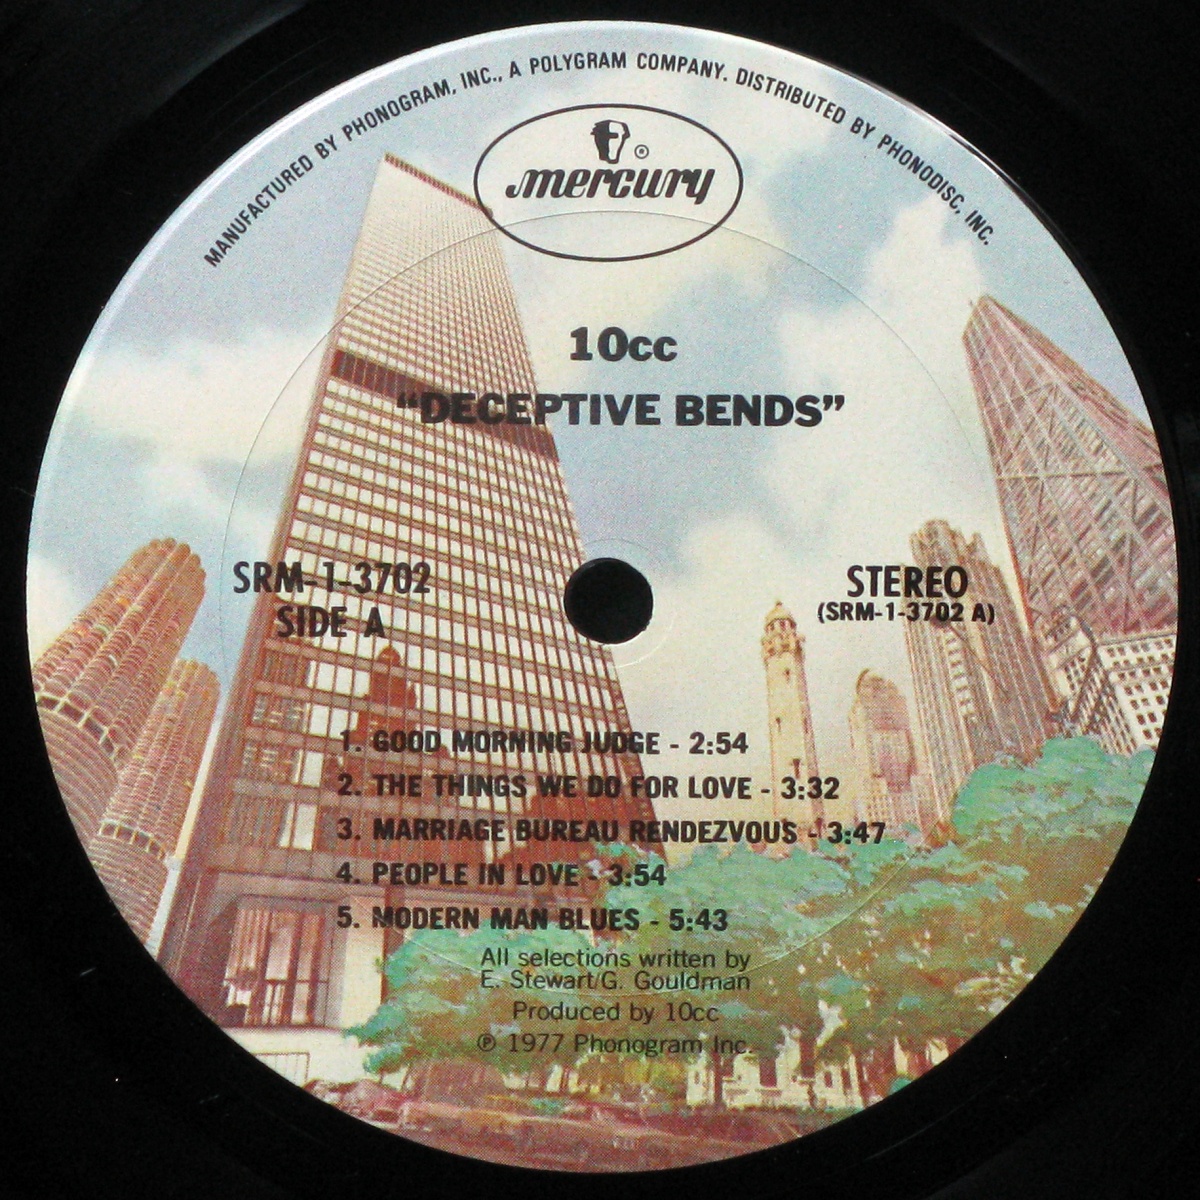 MANUFACTURED BY PHONOGRAM, INC., A POLYGRAM COMPANY. DISTRIBUTED BY PHONODISC, INC.
®
mercury
10cc
“DECEPTIVE BENDS”
SRM-1-3702
SIDE A
STEREO
(SRM-1-3702 A)
1. GOOD MORNING JUDGE - 2:54
2. THE THINGS WE DO FOR LOVE - 3:32
3. MARRIAGE BUREAU RENDEZVOUS - 3:47
4. PEOPLE IN LOVE - 3:54
5. MODERN MAN BLUES - 5:43
All selections written by
E. Stewart/G. Gouldman
Produced by 10cc
℗ 1977 Phonogram Inc.